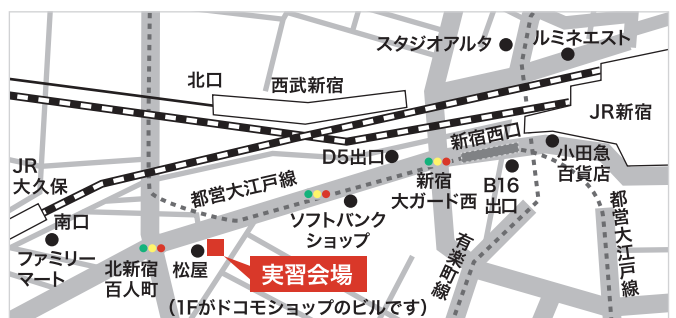 スタジオアルタ
ルミネエスト
北口
西武新宿
JR新宿
新宿西口
D5出口
小田急
百貨店
JR
大久保
都営大江戸線
新宿
大ガード西
B16
出口
南口
ソフトバンク
ショップ
都営大江戸線
ファミリー
マート
北新宿
百人町
松屋
実習会場
有楽町線
(1Fがドコモショップのビルです)